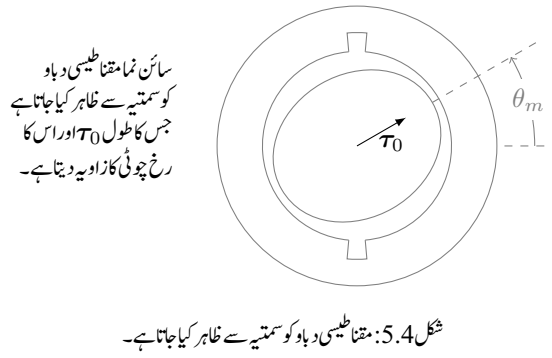 سائن نما مقناطیسی دباو
کو سمتیہ سے ظاہر کیا جاتا ہے
جس کا طول τ₀ اور اس کا
رخ چوٹی کا زاویہ دیتا ہے۔
τ₀
θₘ
شکل 5.4: مقناطیسی دباو کو سمتیہ سے ظاہر کیا جاتا ہے۔